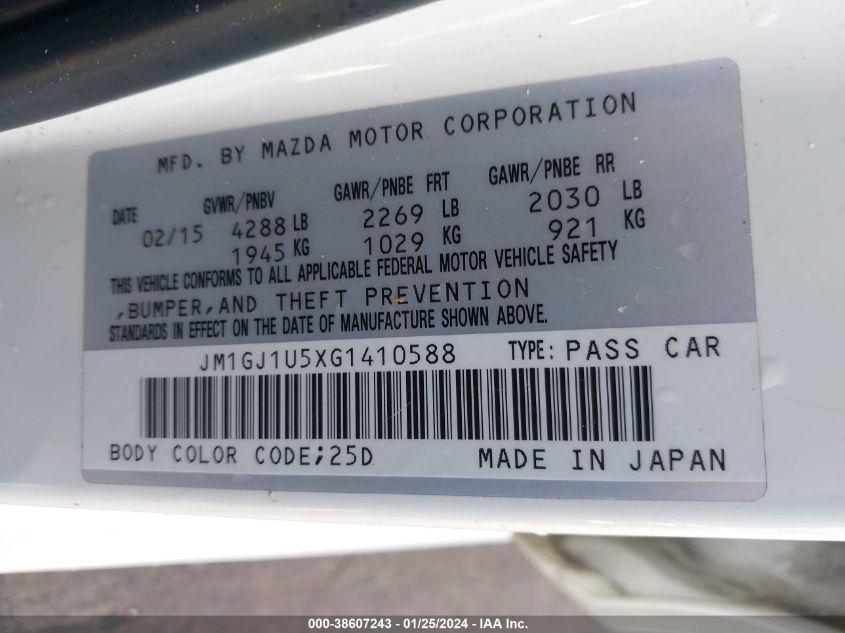 MFD. BY MAZDA MOTOR CORPORATION
DATE GVWR/PNBV GAWR/PNBE FRT GAWR/PNBE RR
02/15 4288 LB 2269 LB 2030 LB
1945 KG 1029 KG 921 KG
THIS VEHICLE CONFORMS TO ALL APPLICABLE FEDERAL MOTOR VEHICLE SAFETY
,BUMPER,AND THEFT PREVENTION
STANDARDS IN EFFECT ON THE DATE OF MANUFACTURE SHOWN ABOVE.
JM1GJ1U5XG1410588 TYPE: PASS CAR
BODY COLOR CODE;25D MADE IN JAPAN
000-38607243 - 01/25/2024 - IAA Inc.